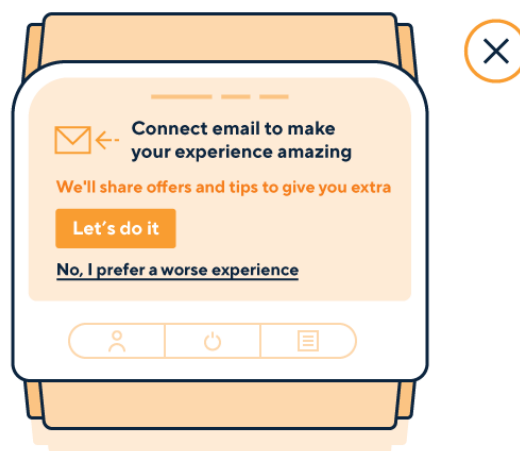 Connect email to make
your experience amazing
We'll share offers and tips to give you extra
Let's do it
No, I prefer a worse experience